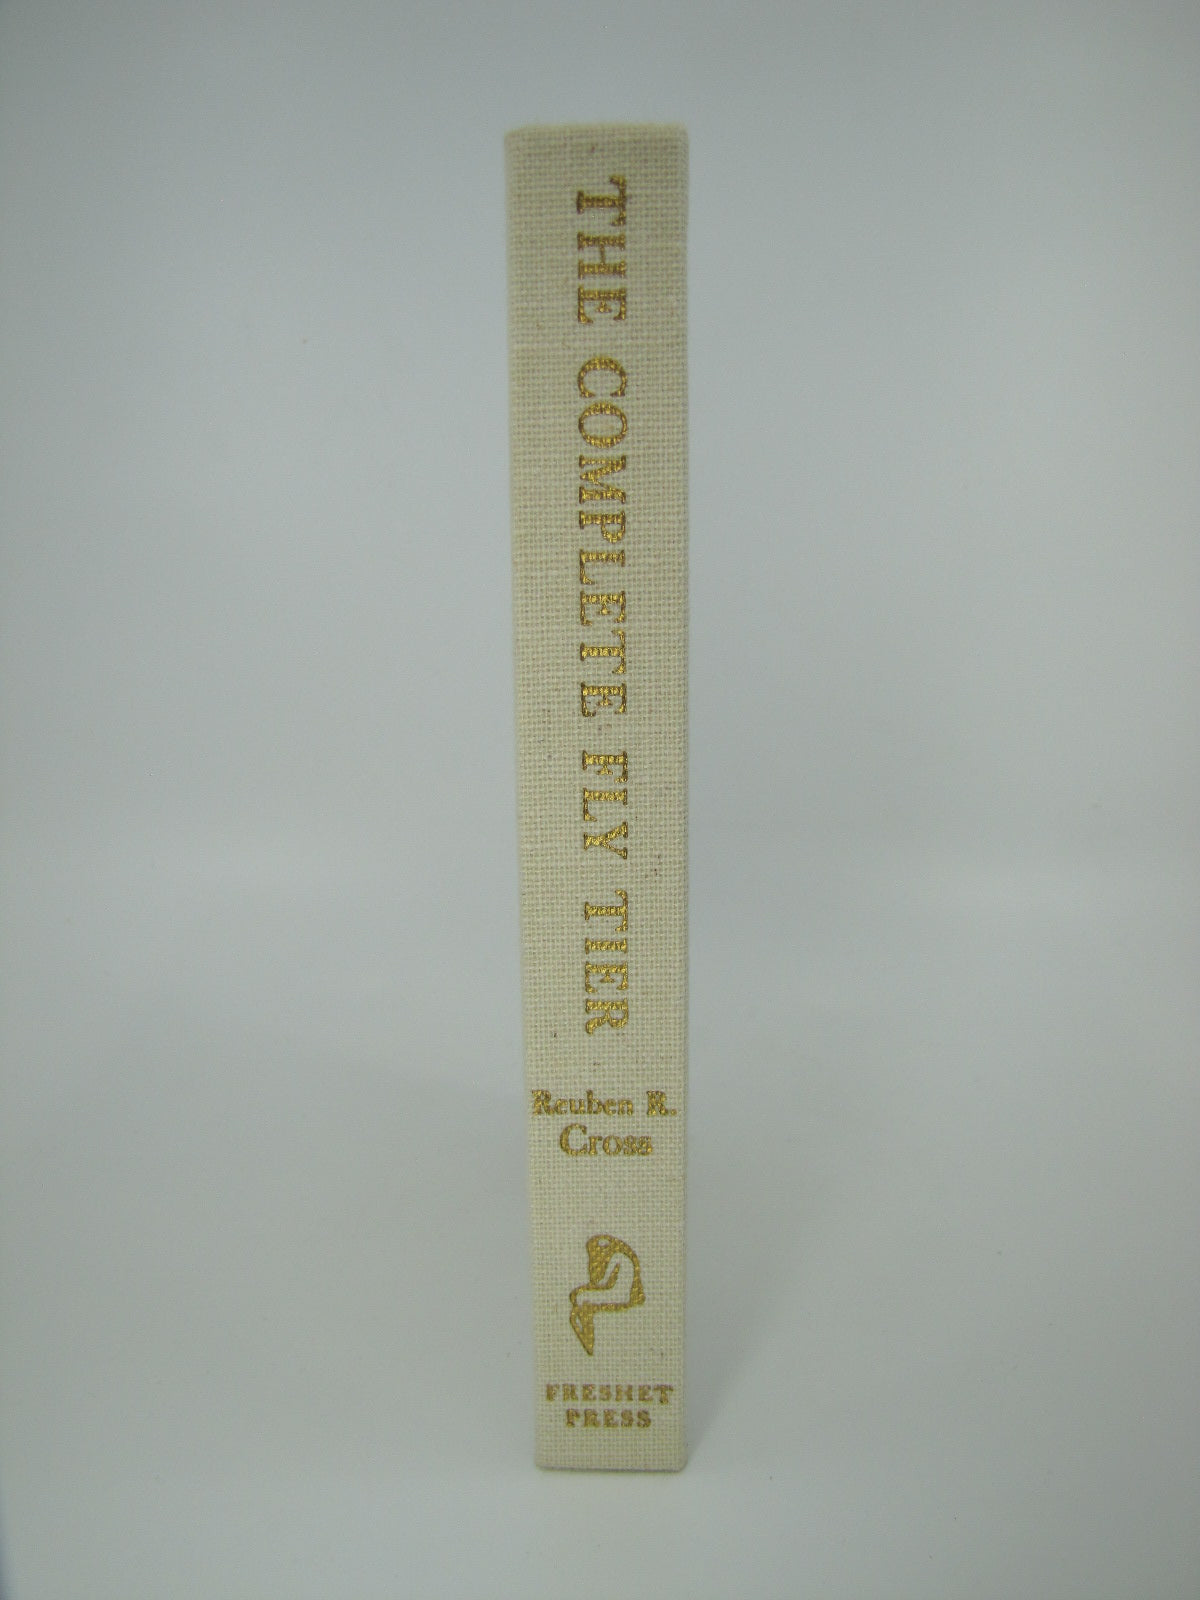 THE COMPLETE FLY TIER
Reuben R.
Cross
FRESHET
PRESS